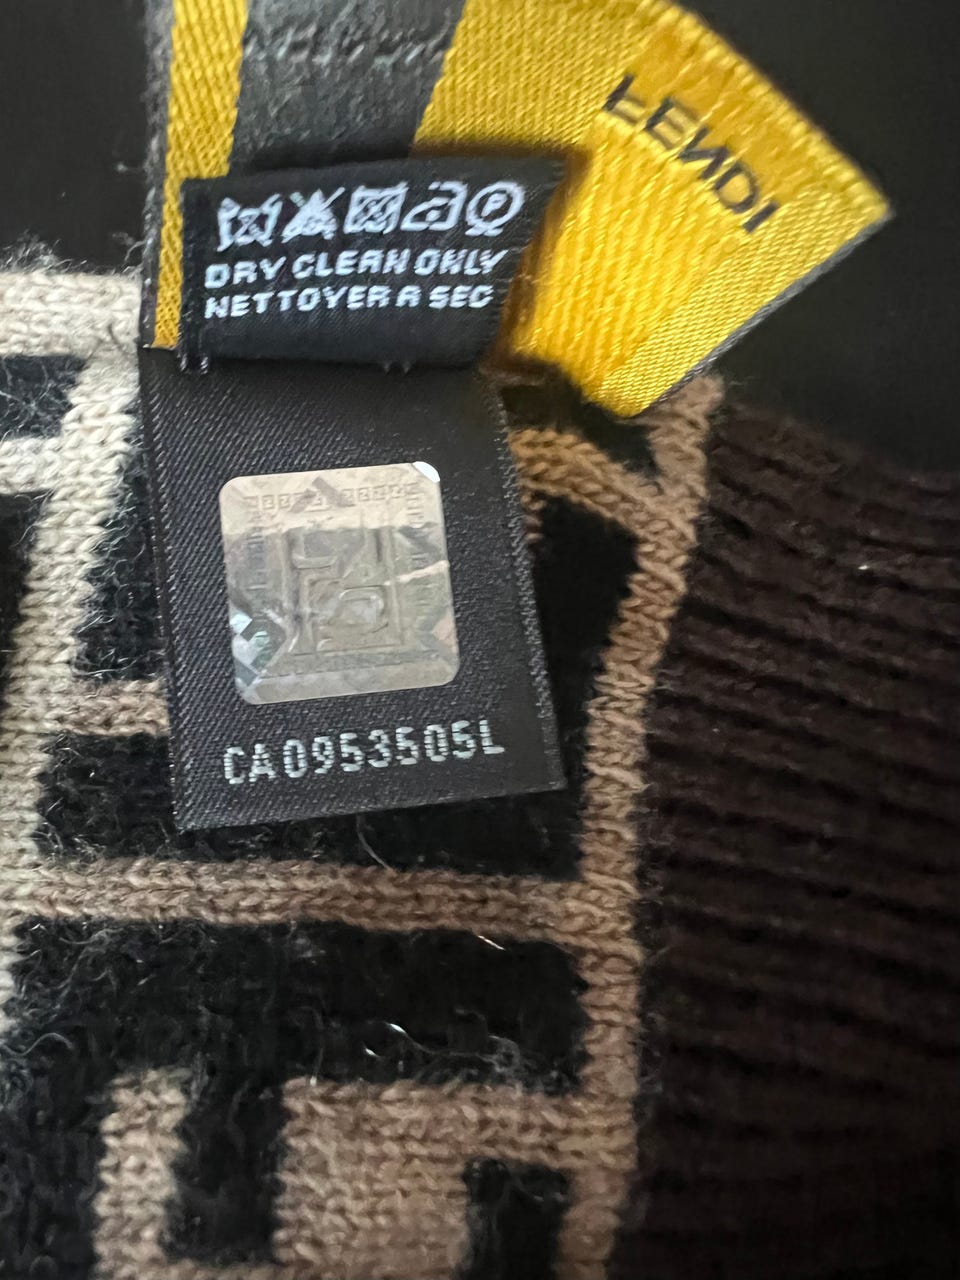 FENDI
DRY CLEAN ONLY
NETTOYER A SEC
CA0953505L